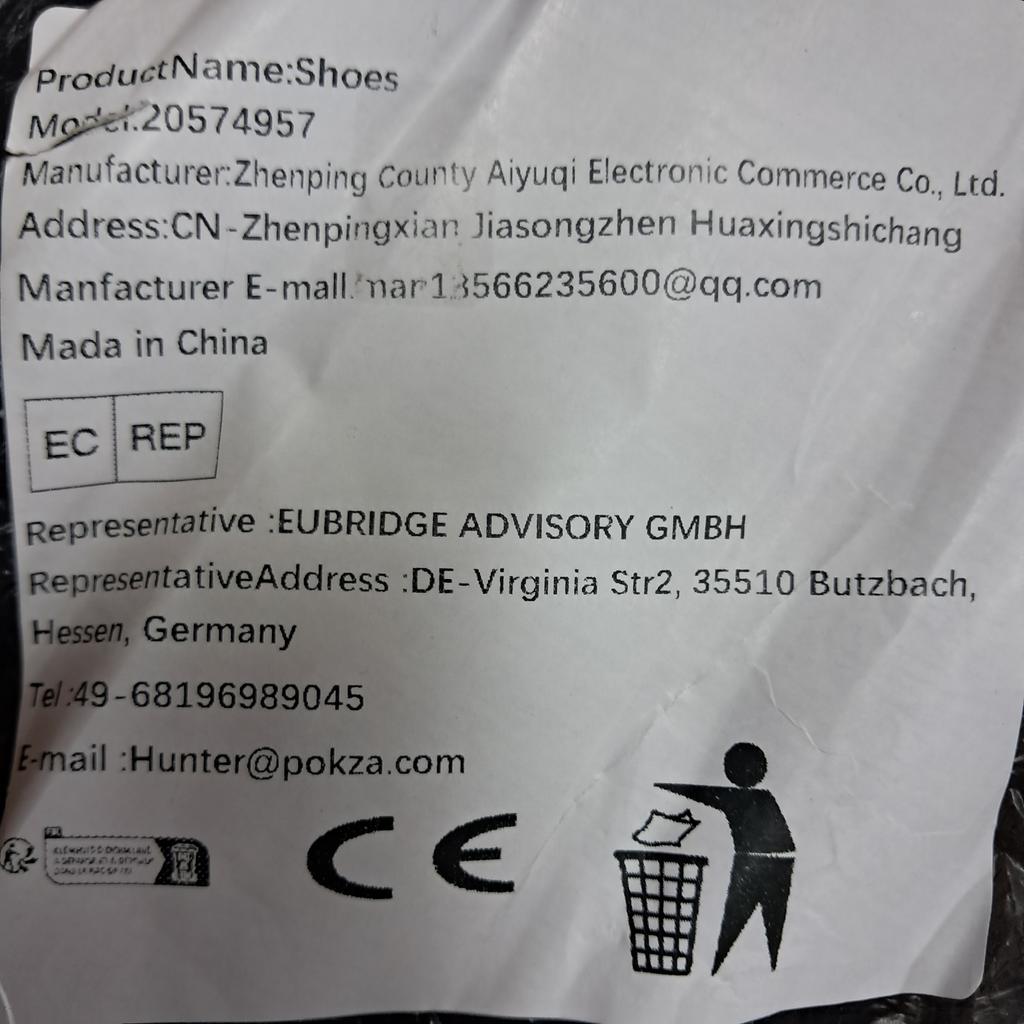 ProductName:Shoes
Model:20574957
Manufacturer:Zhenping County Aiyuqi Electronic Commerce Co., Ltd.
Address:CN-Zhenpingxian Jiasongzhen Huaxingshichang
Manfacturer E-mall.
Mada in China
EC REP
Representative :EUBRIDGE ADVISORY GMBH
RepresentativeAddress :DE-Virginia Str2, 35510 Butzbach,
Hessen, Germany
Tel:49-68196989045
E-mail :Hunter@pokza.com
FR
CE